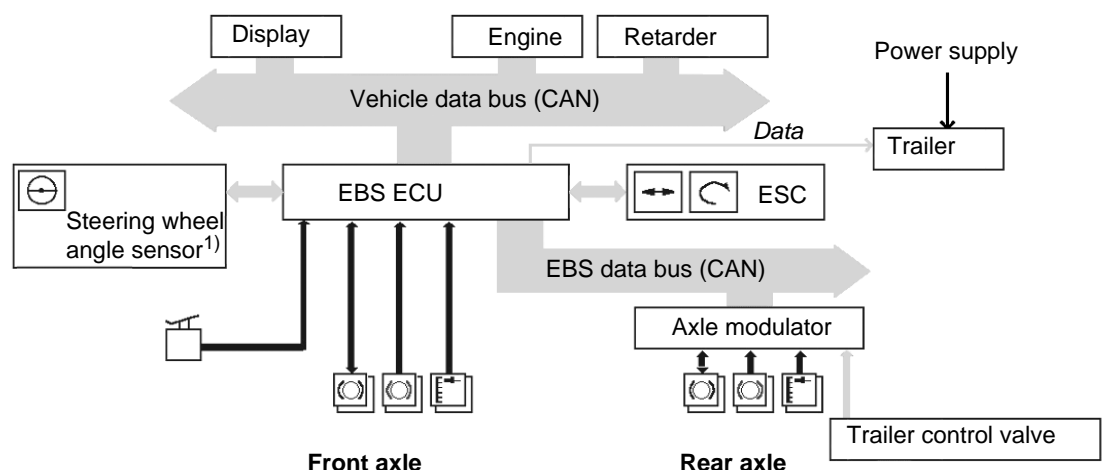 Display
Engine
Retarder
Power supply
Vehicle data bus (CAN)
Data
Trailer
EBS ECU
ESC
Steering wheel
angle sensor1)
EBS data bus (CAN)
Axle modulator
Trailer control valve
Front axle
Rear axle